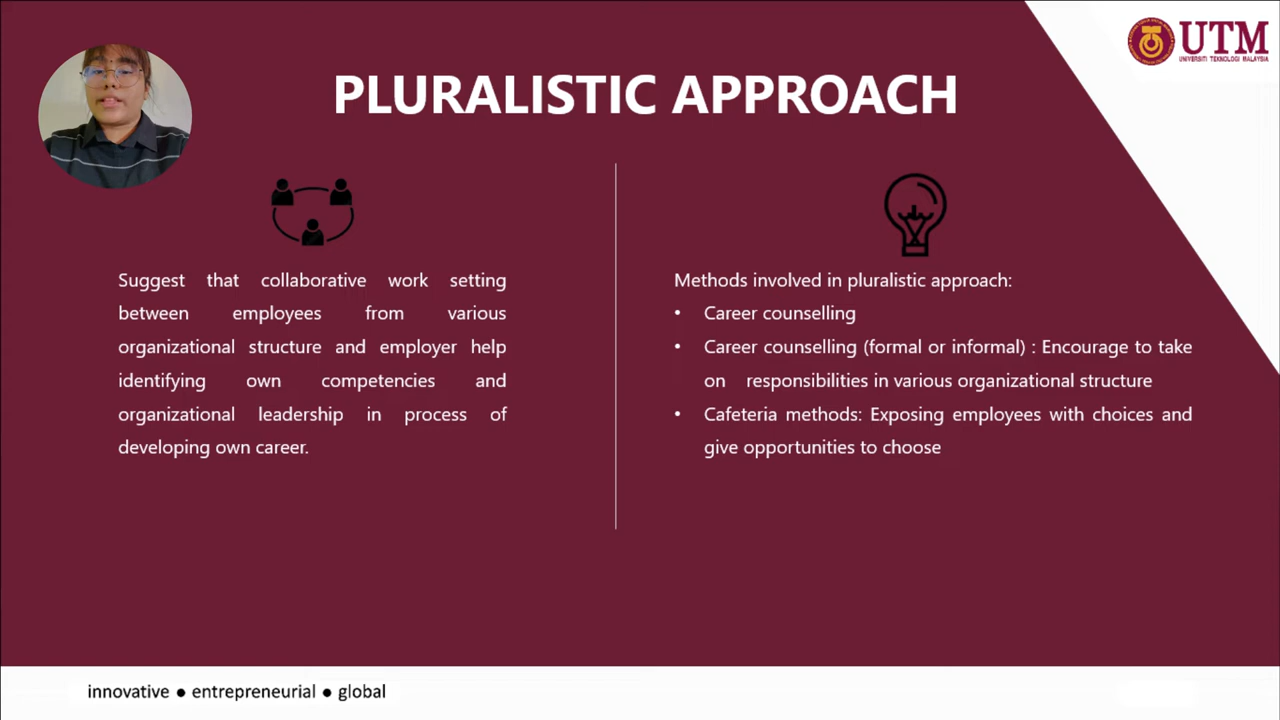 UTM
UNIVERSITI TEKNOLOGI MALAYSIA
PLURALISTIC APPROACH
Suggest that collaborative work setting
between employees from various
organizational structure and employer help
identifying own competencies and
organizational leadership in process of
developing own career.
Methods involved in pluralistic approach:
• Career counselling
• Career counselling (formal or informal) : Encourage to take
on responsibilities in various organizational structure
• Cafeteria methods: Exposing employees with choices and
give opportunities to choose
innovative ● entrepreneurial ● global